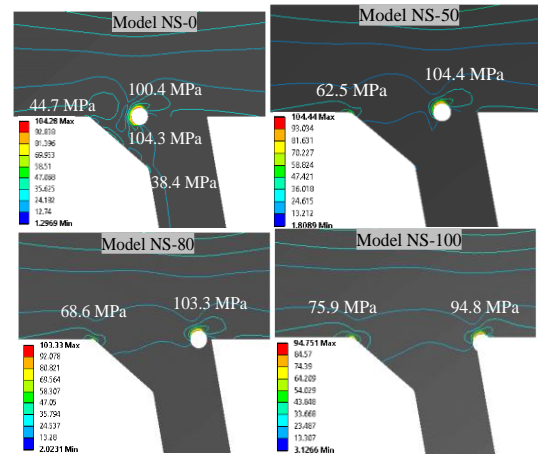 Model NS-0
100.4 MPa
44.7 MPa
104.3 MPa
38.4 MPa
104.28 Max
92.838
81.396
69.953
58.51
47.068
35.625
24.182
12.74
1.2969 Min
Model NS-50
104.4 MPa
62.5 MPa
104.44 Max
93.034
81.631
70.227
58.824
47.421
36.018
24.615
13.212
1.8089 Min
Model NS-80
103.3 MPa
68.6 MPa
103.33 Max
92.078
80.821
69.564
58.307
47.05
35.794
24.537
13.28
2.0231 Min
Model NS-100
75.9 MPa
94.8 MPa
94.751 Max
84.57
74.39
64.209
54.029
43.848
33.668
23.487
13.307
3.1266 Min